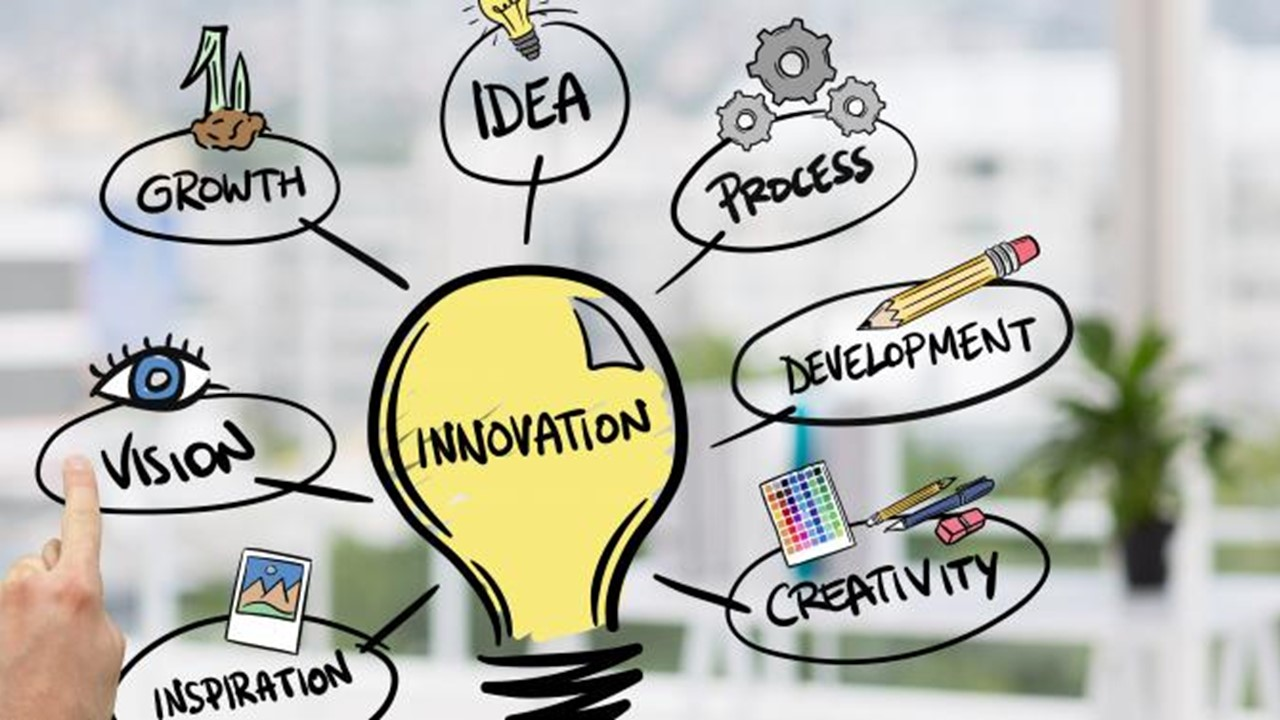 IDEA
GROWTH
PROCESS
DEVELOPMENT
INNOVATION
VISION
CREATIVITY
INSPIRATION